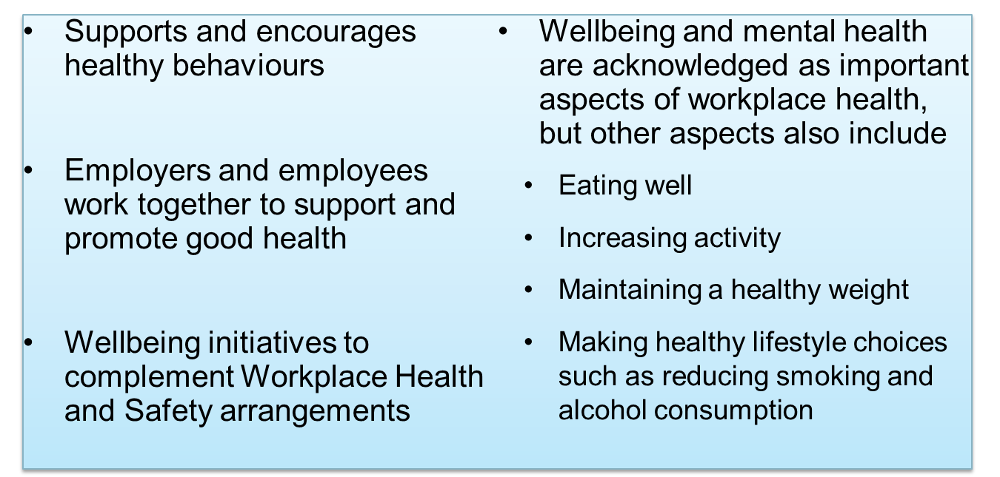 • Supports and encourages
healthy behaviours
• Employers and employees
work together to support and
promote good health
• Wellbeing initiatives to
complement Workplace Health
and Safety arrangements
• Wellbeing and mental health
are acknowledged as important
aspects of workplace health,
but other aspects also include
• Eating well
• Increasing activity
• Maintaining a healthy weight
• Making healthy lifestyle choices
such as reducing smoking and
alcohol consumption